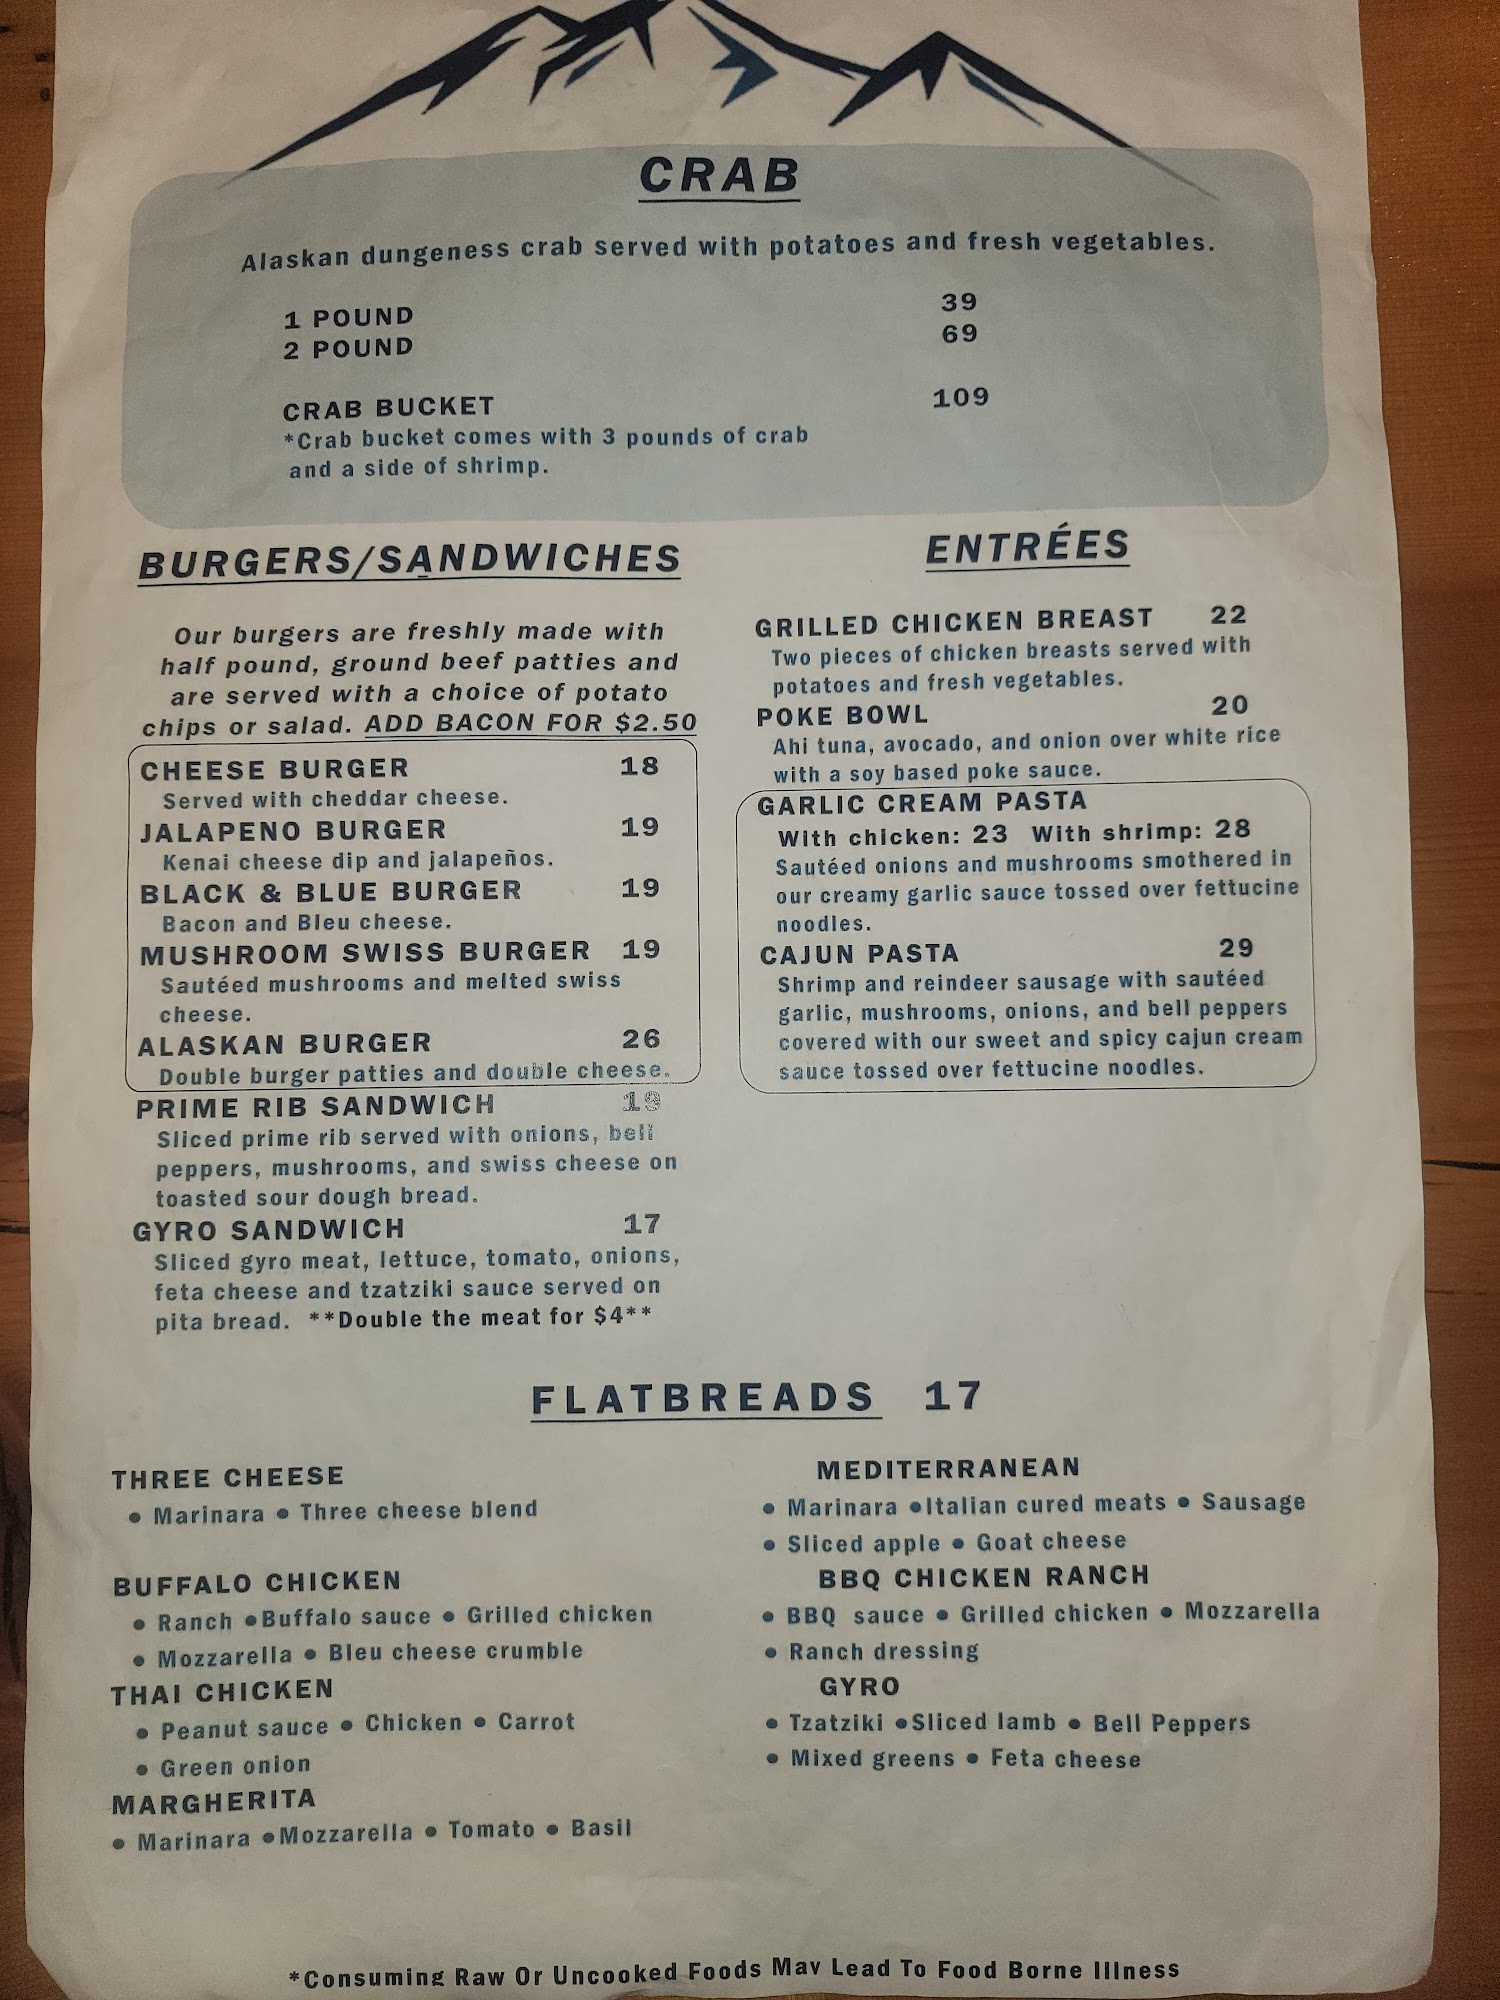 CRAB
Alaskan dungeness crab served with potatoes and fresh vegetables.
1 POUND 39
2 POUND 69
CRAB BUCKET 109
*Crab bucket comes with 3 pounds of crab
and a side of shrimp.
BURGERS/SANDWICHES
Our burgers are freshly made with
half pound, ground beef patties and
are served with a choice of potato
chips or salad. ADD BACON FOR $2.50
CHEESE BURGER 18
Served with cheddar cheese.
JALAPENO BURGER 19
Kenai cheese dip and jalapeños.
BLACK & BLUE BURGER 19
Bacon and Bleu cheese.
MUSHROOM SWISS BURGER 19
Sautéed mushrooms and melted swiss
cheese.
ALASKAN BURGER 26
Double burger patties and double cheese.
PRIME RIB SANDWICH 19
Sliced prime rib served with onions, bell
peppers, mushrooms, and swiss cheese on
toasted sour dough bread.
GYRO SANDWICH 17
Sliced gyro meat, lettuce, tomato, onions,
feta cheese and tzatziki sauce served on
pita bread. **Double the meat for $4**
ENTRÉES
GRILLED CHICKEN BREAST 22
Two pieces of chicken breasts served with
potatoes and fresh vegetables.
POKE BOWL 20
Ahi tuna, avocado, and onion over white rice
with a soy based poke sauce.
GARLIC CREAM PASTA
With chicken: 23 With shrimp: 28
Sautéed onions and mushrooms smothered in
our creamy garlic sauce tossed over fettucine
noodles.
CAJUN PASTA 29
Shrimp and reindeer sausage with sautéed
garlic, mushrooms, onions, and bell peppers
covered with our sweet and spicy cajun cream
sauce tossed over fettucine noodles.
FLATBREADS 17
THREE CHEESE
• Marinara • Three cheese blend
BUFFALO CHICKEN
• Ranch •Buffalo sauce • Grilled chicken
• Mozzarella • Bleu cheese crumble
THAI CHICKEN
• Peanut sauce • Chicken • Carrot
• Green onion
MARGHERITA
• Marinara •Mozzarella • Tomato • Basil
MEDITERRANEAN
• Marinara •Italian cured meats • Sausage
• Sliced apple • Goat cheese
BBQ CHICKEN RANCH
• BBQ sauce • Grilled chicken • Mozzarella
• Ranch dressing
GYRO
• Tzatziki •Sliced lamb • Bell Peppers
• Mixed greens • Feta cheese
*Consuming Raw Or Uncooked Foods May Lead To Food Borne Illness